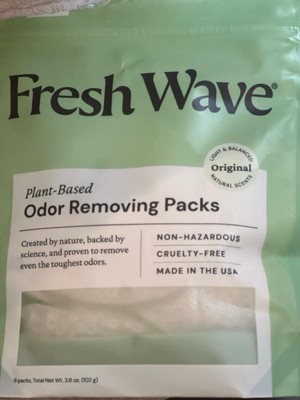 Fresh Wave®
LIGHT & BALANCED
Original
NATURAL SCENTS
Plant-Based
Odor Removing Packs
Created by nature, backed by
science, and proven to remove
even the toughest odors.
NON-HAZARDOUS
CRUELTY-FREE
MADE IN THE USA
6 packs, Total Net Wt. 3.6 oz. (102 g)